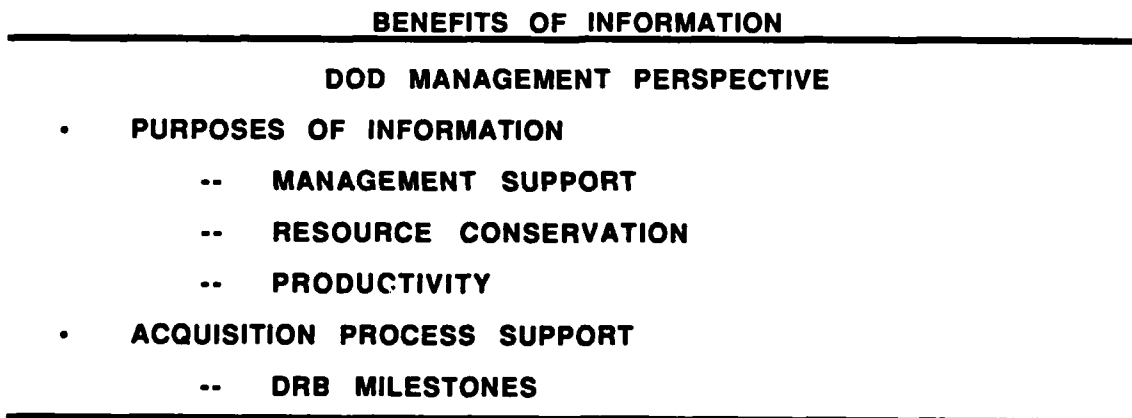 BENEFITS OF INFORMATION
DOD MANAGEMENT PERSPECTIVE
• PURPOSES OF INFORMATION
-- MANAGEMENT SUPPORT
-- RESOURCE CONSERVATION
-- PRODUCTIVITY
• ACQUISITION PROCESS SUPPORT
-- DRB MILESTONES